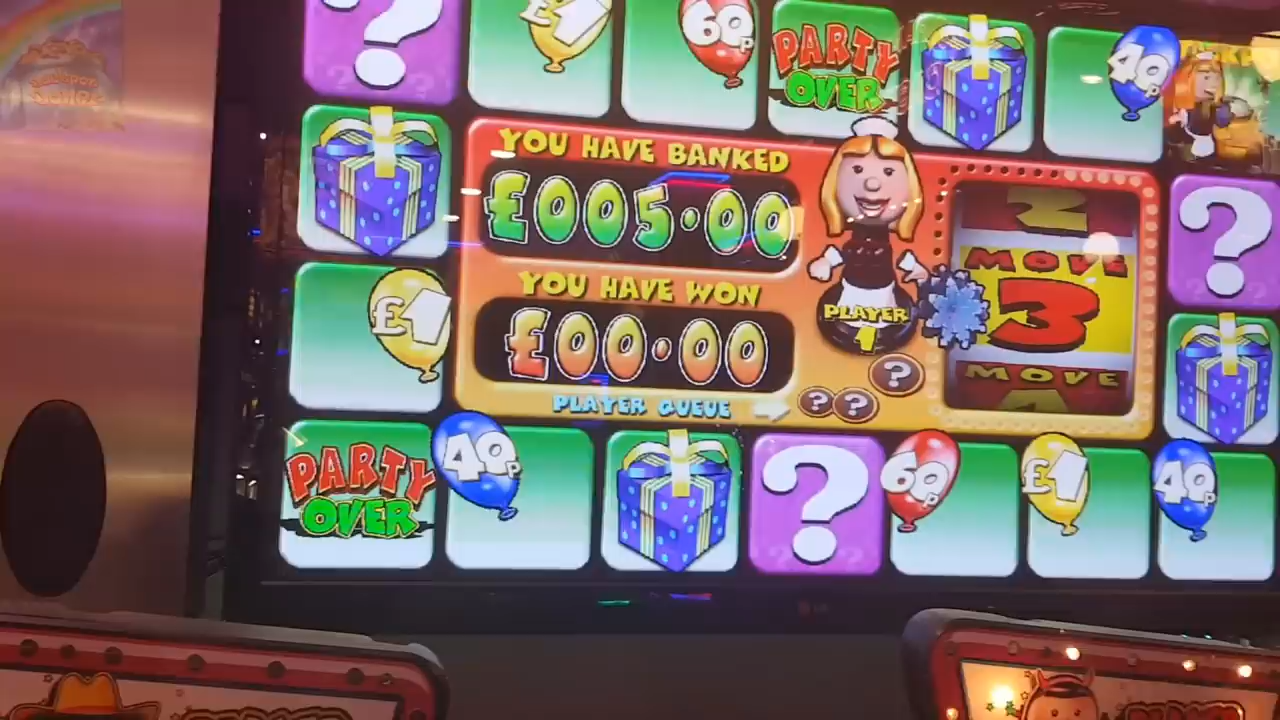 ?
£1
60p
PARTY
OVER
40p
YOU HAVE BANKED
£005.00
YOU HAVE WON
£00.00
PLAYER QUEUE
PLAYER
1
?
? ?
2
MOVE
3
MOVE
?
£1
PARTY
OVER
40p
?
60p
£1
40p